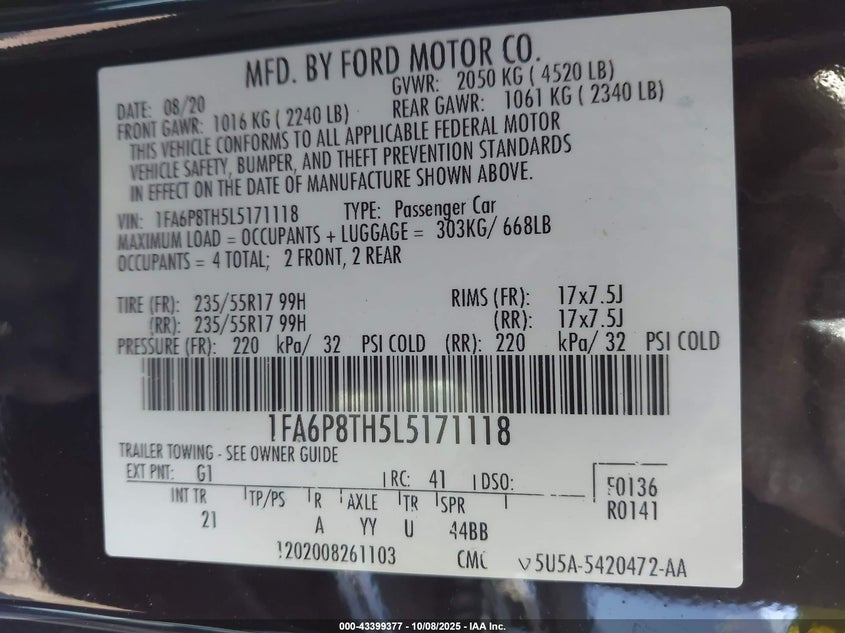 MFD. BY FORD MOTOR CO.
DATE: 08/20 GVWR: 2050 KG ( 4520 LB)
FRONT GAWR: 1016 KG ( 2240 LB) REAR GAWR: 1061 KG ( 2340 LB)
THIS VEHICLE CONFORMS TO ALL APPLICABLE FEDERAL MOTOR
VEHICLE SAFETY, BUMPER, AND THEFT PREVENTION STANDARDS
IN EFFECT ON THE DATE OF MANUFACTURE SHOWN ABOVE.
VIN: 1FA6P8TH5L5171118 TYPE: Passenger Car
MAXIMUM LOAD = OCCUPANTS + LUGGAGE = 303KG/ 668LB
OCCUPANTS = 4 TOTAL; 2 FRONT, 2 REAR
TIRE (FR): 235/55R17 99H RIMS (FR): 17x7.5J
(RR): 235/55R17 99H (RR): 17x7.5J
PRESSURE (FR): 220 kPa/ 32 PSI COLD (RR): 220 kPa/ 32 PSI COLD
1FA6P8TH5L5171118
TRAILER TOWING - SEE OWNER GUIDE
EXT PNT: G1 RC: 41 DSO: F0136
INT TR TP/PS R AXLE TR SPR R0141
21 A YY U 44BB
202008261103 CMC 5U5A-5420472-AA
000-43399377 - 10/08/2025 - IAA Inc.